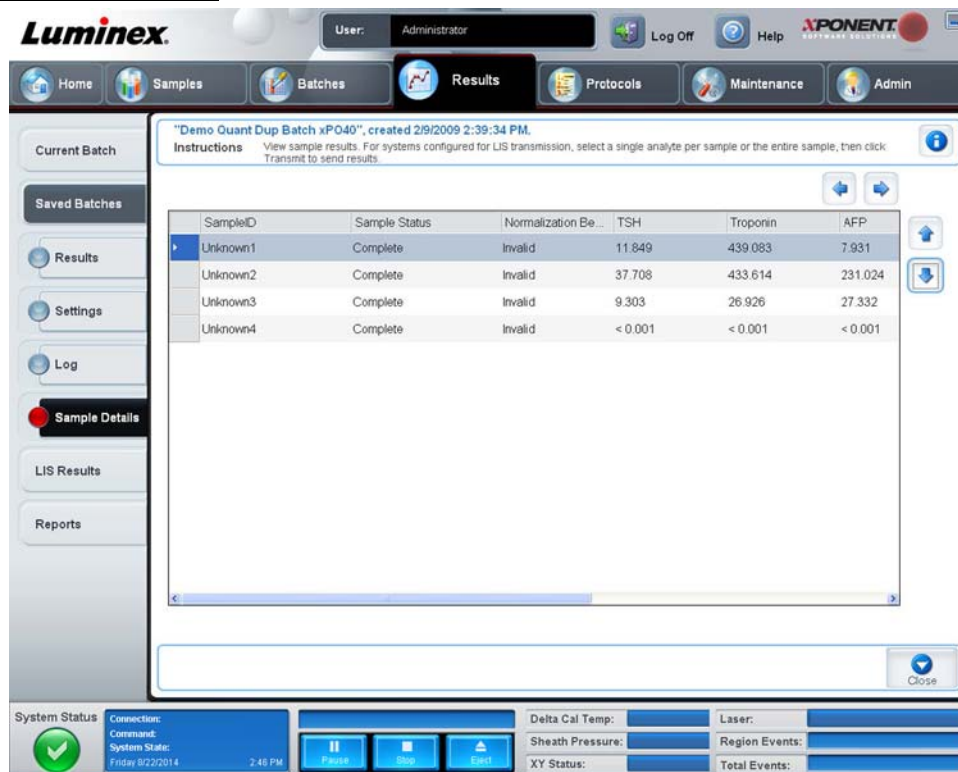 Luminex.
User: Administrator
Log Off
Help
XPONENT.
SOFTWARE SOLUTIONS
Home
Samples
Batches
Results
Protocols
Maintenance
Admin
Current Batch
Saved Batches
Results
Settings
Log
Sample Details
LIS Results
Reports
"Demo Quant Dup Batch xPO40", created 2/9/2009 2:39:34 PM.
Instructions View sample results. For systems configured for LIS transmission, select a single analyte per sample or the entire sample, then click
Transmit to send results.
SampleID Sample Status Normalization Be... TSH Troponin AFP
Unknown1 Complete Invalid 11.849 439.083 7.931
Unknown2 Complete Invalid 37.708 433.614 231.024
Unknown3 Complete Invalid 9.303 26.926 27.332
Unknown4 Complete Invalid < 0.001 < 0.001 < 0.001
Close
System Status
Connection:
Command:
System State:
Friday 8/22/2014 2:46 PM
Pause
Stop
Eject
Delta Cal Temp:
Sheath Pressure:
XY Status:
Laser:
Region Events:
Total Events: